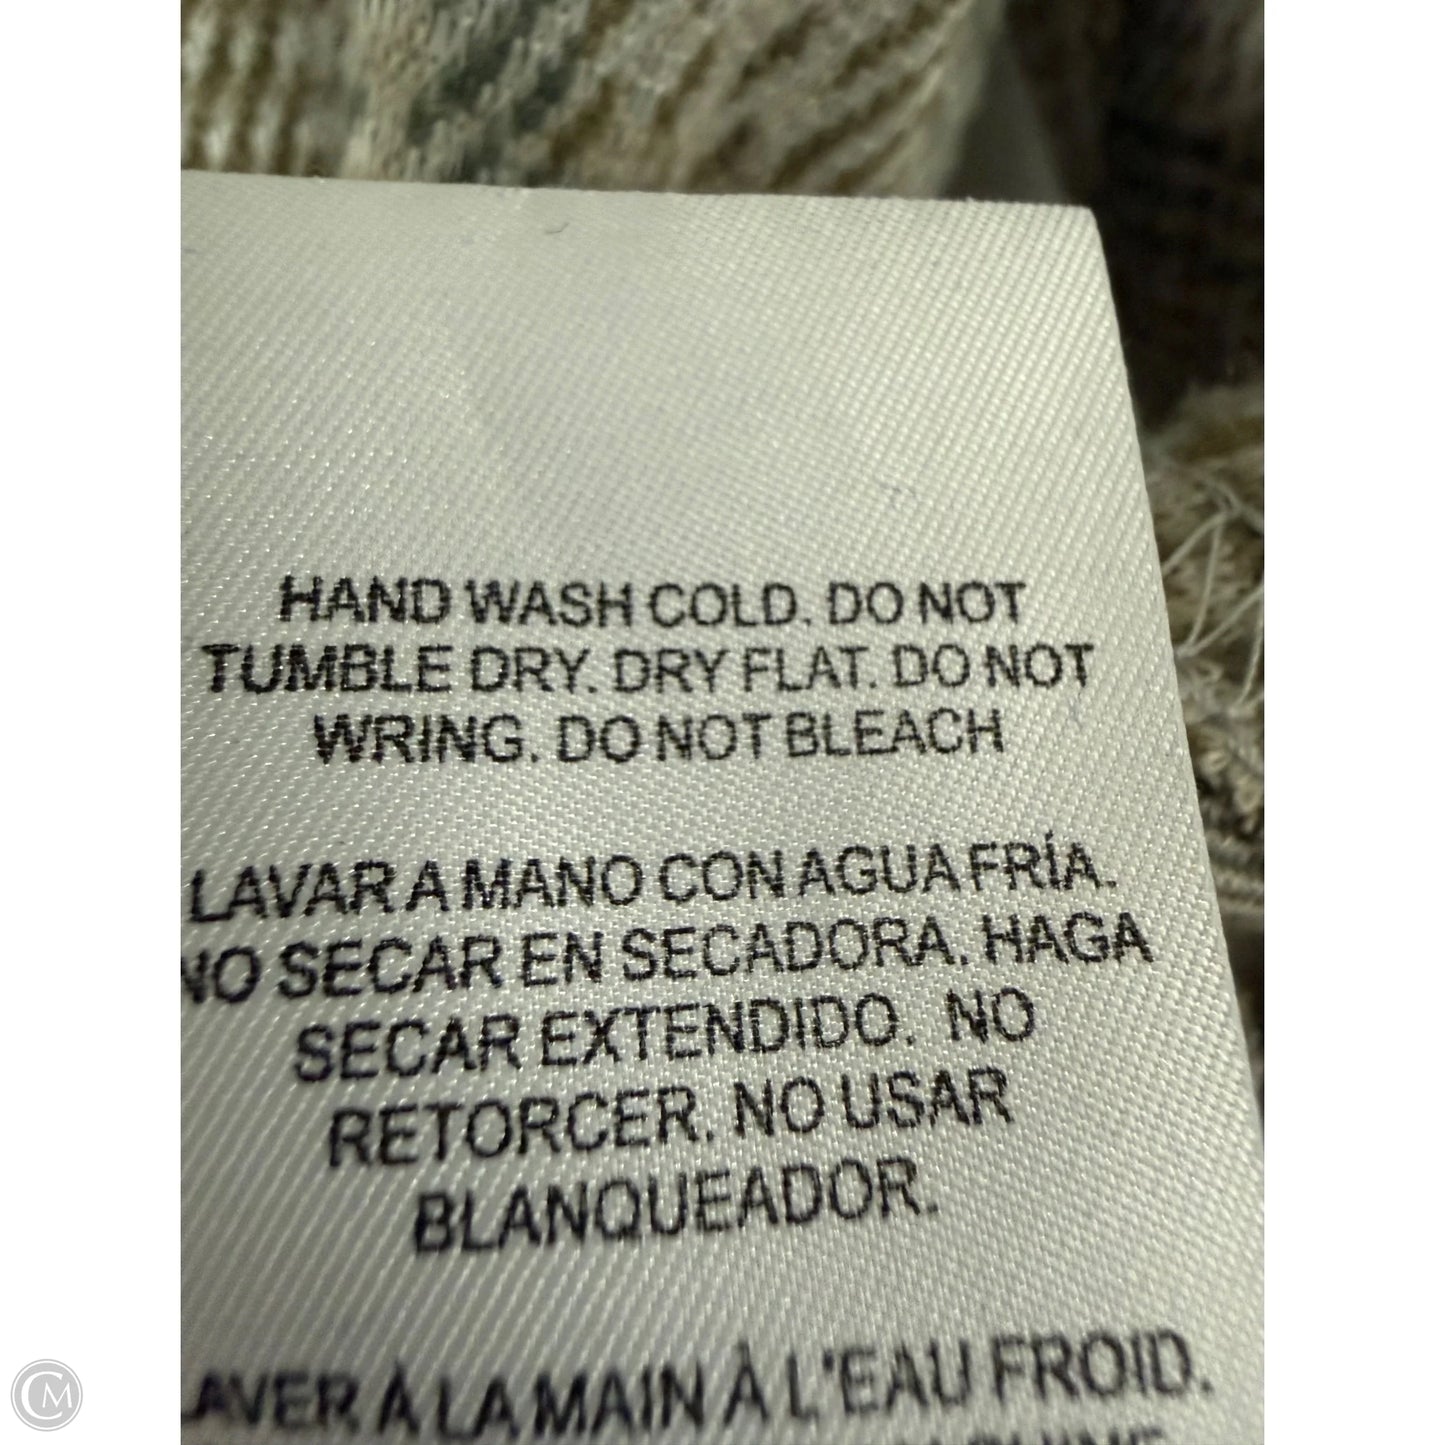 HAND WASH COLD. DO NOT
TUMBLE DRY. DRY FLAT. DO NOT
WRING. DO NOT BLEACH
LAVAR A MANO CON AGUA FRÍA.
NO SECAR EN SECADORA. HAGA
SECAR EXTENDIDO. NO
RETORCER. NO USAR
BLANQUEADOR.
LAVER À LA MAIN À L'EAU FROID.
CM